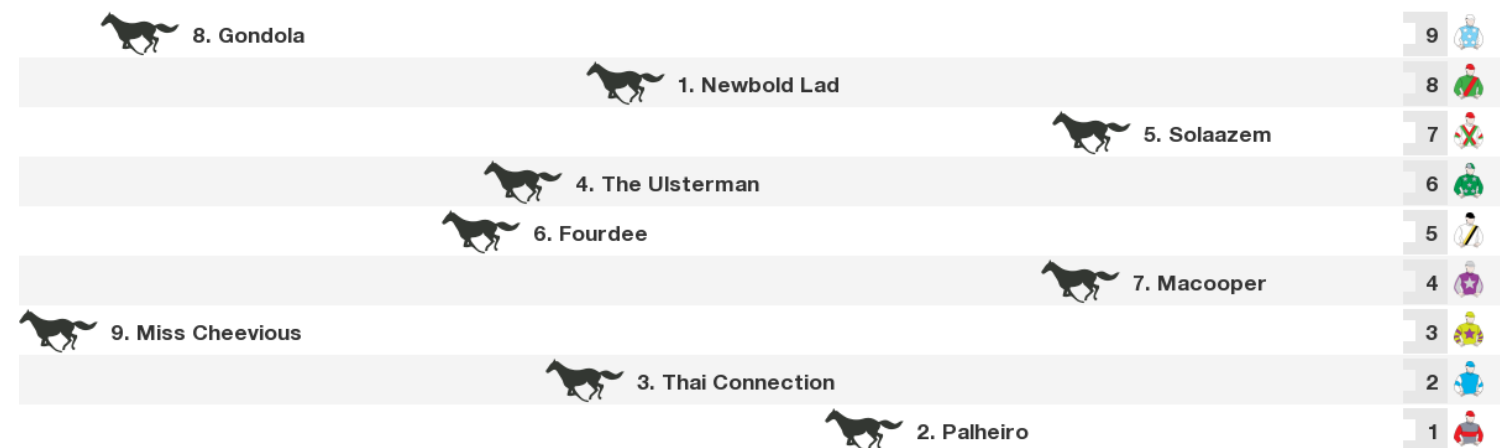 8. Gondola 9
1. Newbold Lad 8
5. Solaazem 7
4. The Ulsterman 6
6. Fourdee 5
7. Macooper 4
9. Miss Cheevious 3
3. Thai Connection 2
2. Palheiro 1